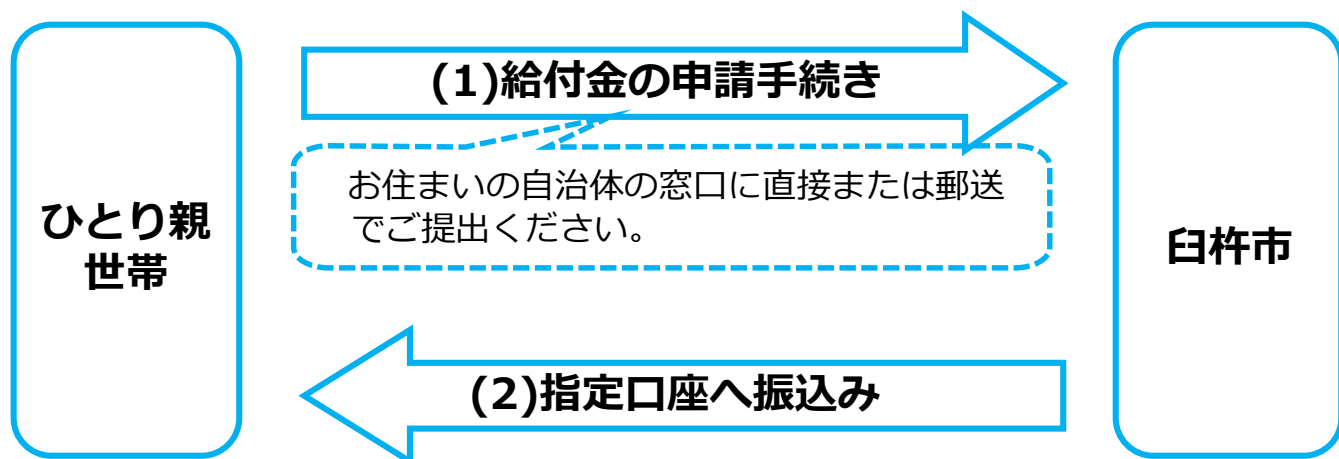 (1)給付金の申請手続き
お住まいの自治体の窓口に直接または郵送
でご提出ください。
ひとり親
世帯
臼杵市
(2)指定口座へ振込み